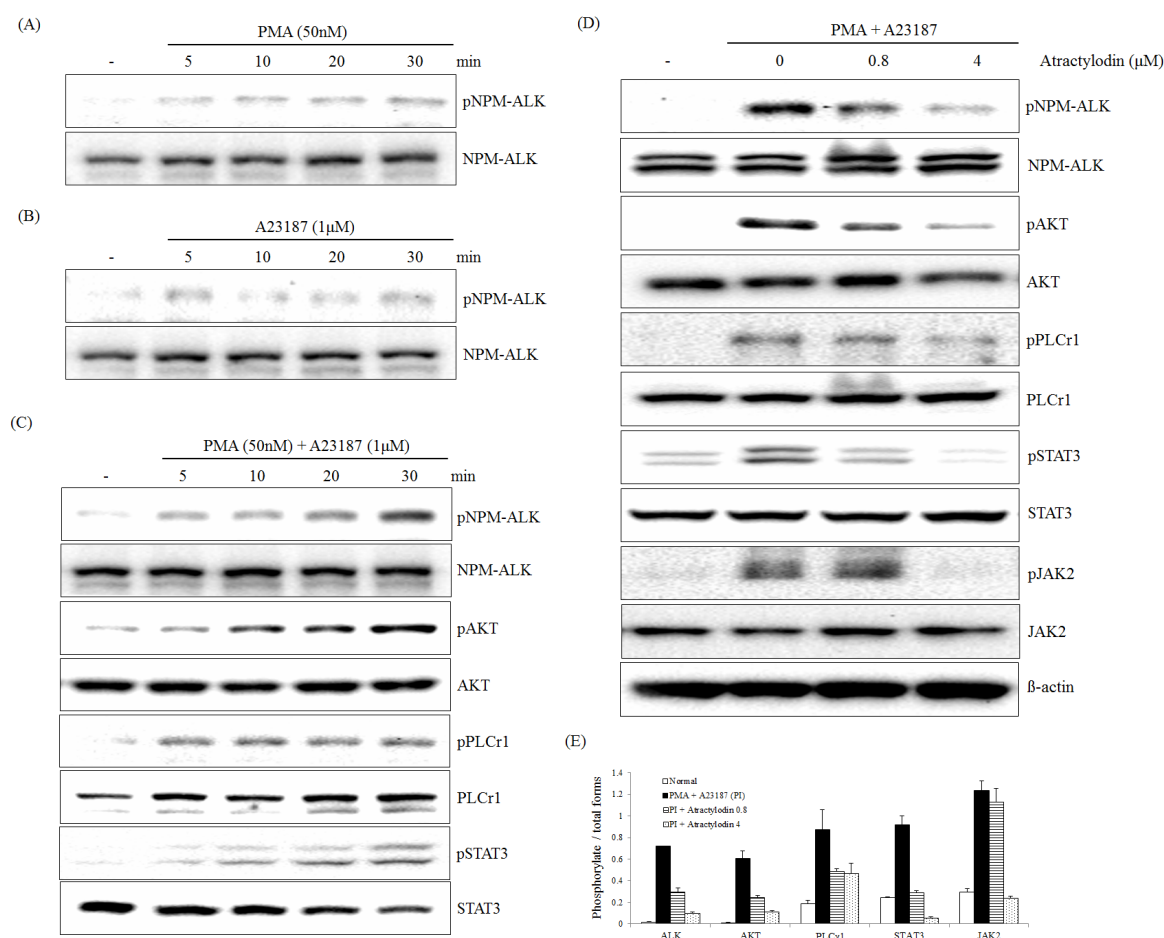 (A)
PMA (50nM)
- 5 10 20 30 min
pNPM-ALK
NPM-ALK
(B)
A23187 (1μM)
- 5 10 20 30 min
pNPM-ALK
NPM-ALK
(C)
PMA (50nM) + A23187 (1μM)
- 5 10 20 30 min
pNPM-ALK
NPM-ALK
pAKT
AKT
pPLCr1
PLCr1
pSTAT3
STAT3
(D)
PMA + A23187
- 0 0.8 4 Atractylodin (μM)
pNPM-ALK
NPM-ALK
pAKT
AKT
pPLCr1
PLCr1
pSTAT3
STAT3
pJAK2
JAK2
ß-actin
(E)
Phosphorylate / total forms
1.4
1.2
1
0.8
0.6
0.4
0.2
0
Normal
PMA + A23187 (PI)
PI + Atractylodin 0.8
PI + Atractylodin 4
ALK AKT PLCγ1 STAT3 JAK2